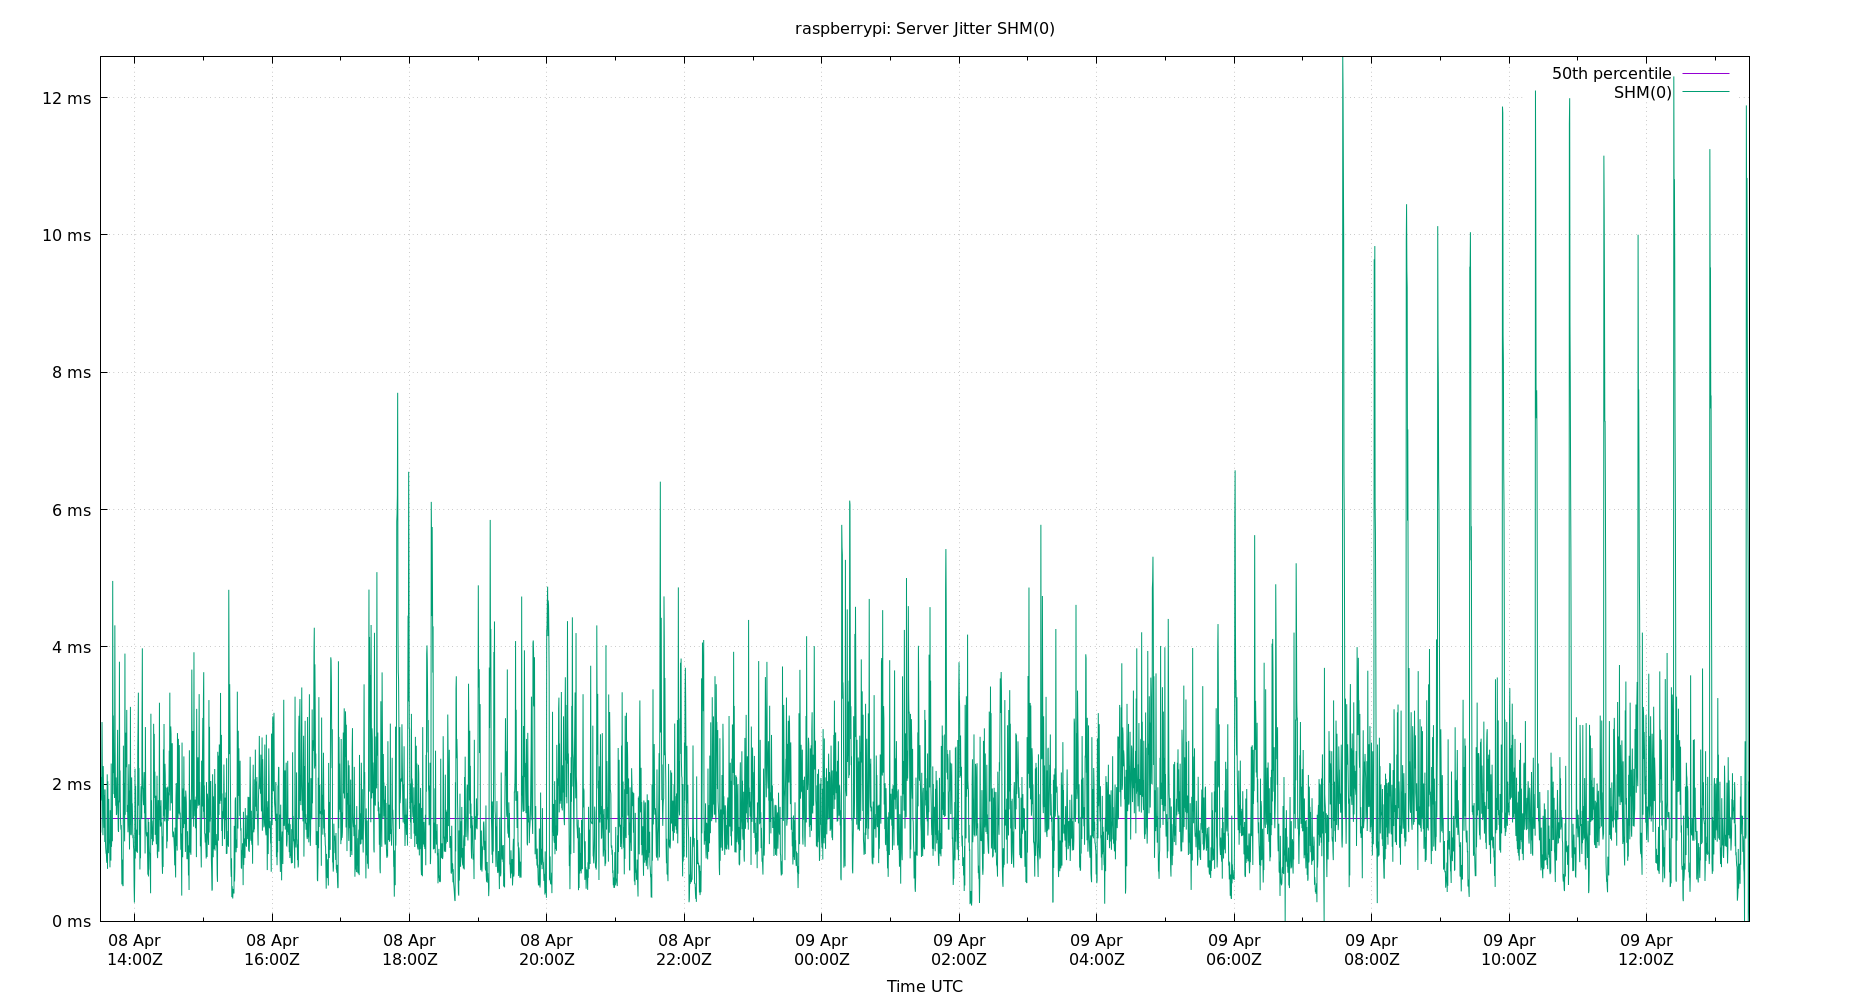 raspberrypi: Server Jitter SHM(0)
50th percentile
SHM(0)
12 ms
10 ms
8 ms
6 ms
4 ms
2 ms
0 ms
08 Apr 08 Apr 08 Apr 08 Apr 08 Apr 09 Apr 09 Apr 09 Apr 09 Apr 09 Apr 09 Apr 09 Apr
14:00Z 16:00Z 18:00Z 20:00Z 22:00Z 00:00Z 02:00Z 04:00Z 06:00Z 08:00Z 10:00Z 12:00Z
Time UTC